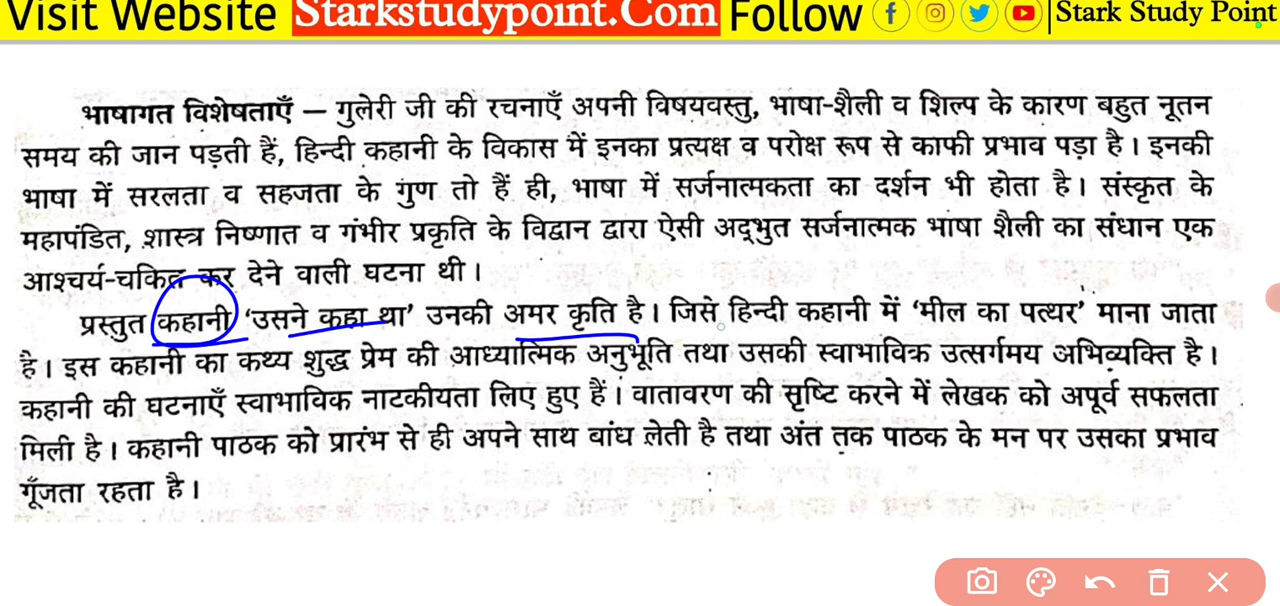 Visit Website Starkstudypoint.Com Follow Stark Study Point
भाषागत विशेषताएँ – गुलेरी जी की रचनाएँ अपनी विषयवस्तु, भाषा-शैली व शिल्प के कारण बहुत नूतन
समय की जान पड़ती हैं, हिन्दी कहानी के विकास में इनका प्रत्यक्ष व परोक्ष रूप से काफी प्रभाव पड़ा है। इनकी
भाषा में सरलता व सहजता के गुण तो हैं ही, भाषा में सर्जनात्मकता का दर्शन भी होता है। संस्कृत के
महापंडित, शास्त्र निष्णात व गंभीर प्रकृति के विद्वान द्वारा ऐसी अद्भुत सर्जनात्मक भाषा शैली का संधान एक
आश्चर्य-चकित कर देने वाली घटना थी।
प्रस्तुत कहानी 'उसने कहा था' उनकी अमर कृति है। जिसे हिन्दी कहानी में 'मील का पत्थर' माना जाता
है। इस कहानी का कथ्य शुद्ध प्रेम की आध्यात्मिक अनुभूति तथा उसकी स्वाभाविक उत्सर्गमय अभिव्यक्ति है।
कहानी की घटनाएँ स्वाभाविक नाटकीयता लिए हुए हैं। वातावरण की सृष्टि करने में लेखक को अपूर्व सफलता
मिली है। कहानी पाठक को प्रारंभ से ही अपने साथ बांध लेती है तथा अंत तक पाठक के मन पर उसका प्रभाव
गूँजता रहता है।